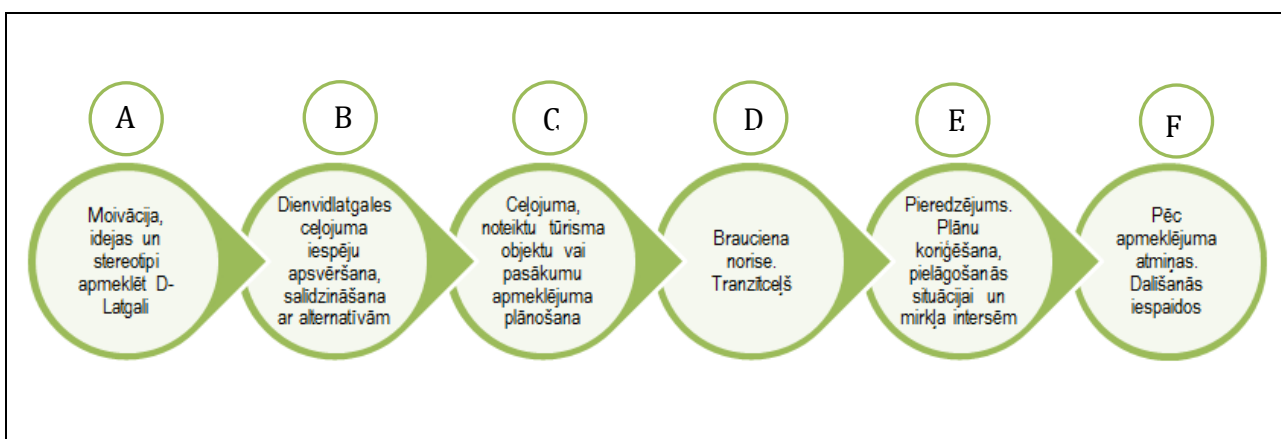 A
B
C
D
E
F
Moivācija,
idejas un
stereotipi
apmeklēt D-
Latgali
Dienvidlatgales
ceļojuma
iespēju
apsvēršana,
salīdzināšana
ar alternatīvām
Ceļojuma,
noteiktu tūrisma
objektu vai
pasākumu
apmeklējuma
plānošana
Brauciena
norise.
Tranzītceļš
Pieredzējums.
Plānu
koriģēšana,
pielāgošanās
situācijai un
mirkļa intersēm
Pēc
apmeklējuma
atmiņas.
Dalīšanās
iespaidos